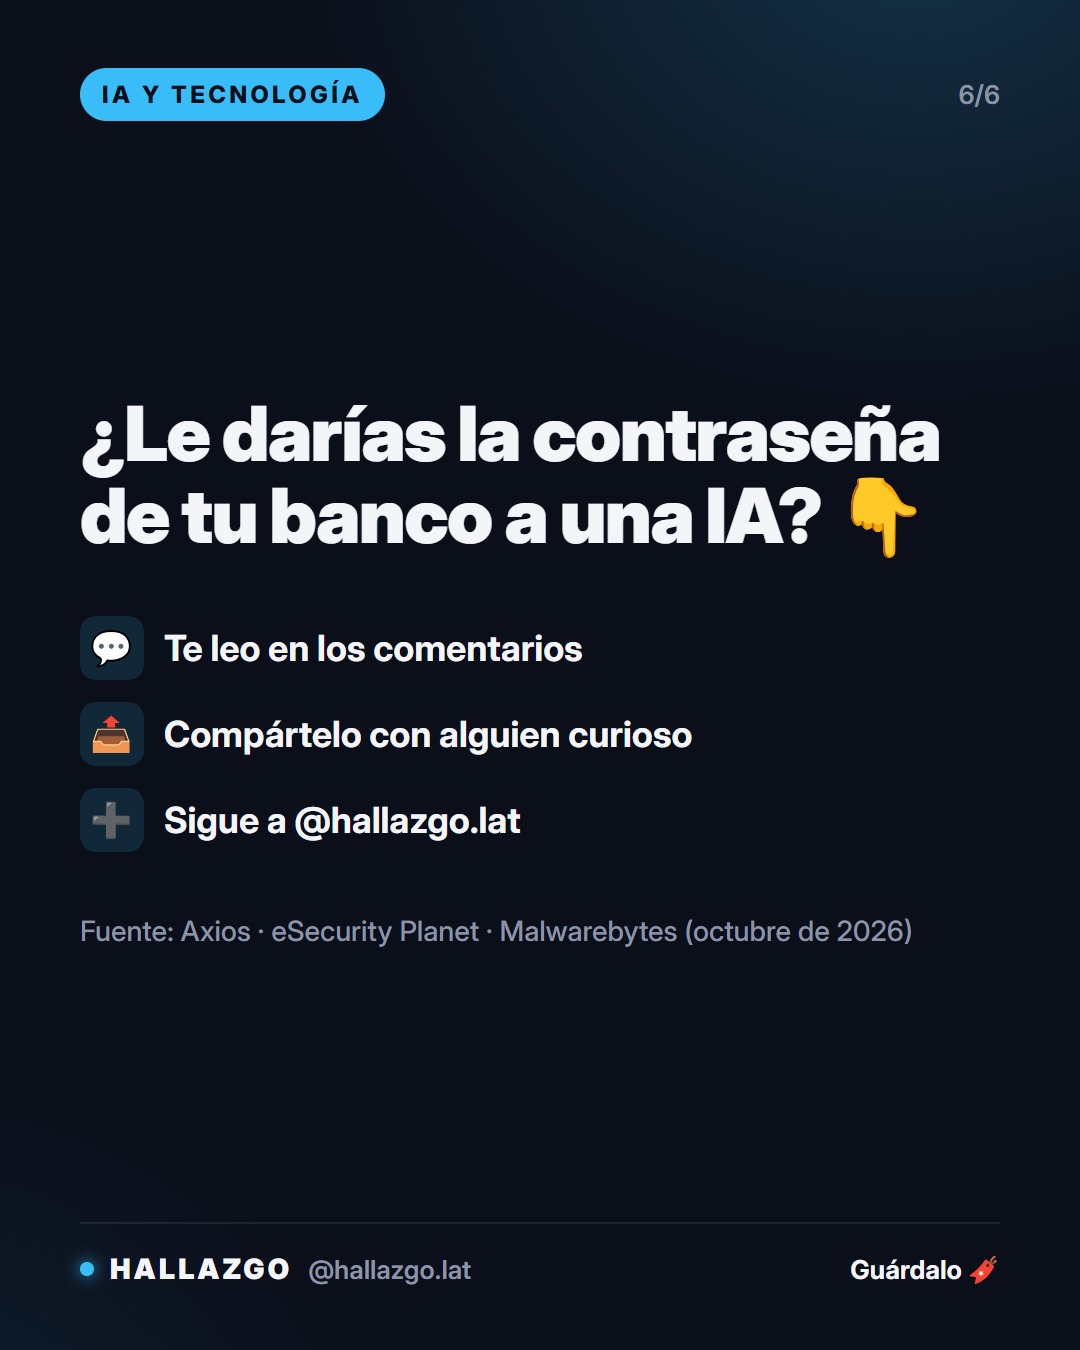 IA Y TECNOLOGÍA
6/6
¿Le darías la contraseña
de tu banco a una IA? 👇
Te leo en los comentarios
Compártelo con alguien curioso
Sigue a @hallazgo.lat
Fuente: Axios · eSecurity Planet · Malwarebytes (octubre de 2026)
HALLAZGO @hallazgo.lat
Guárdalo